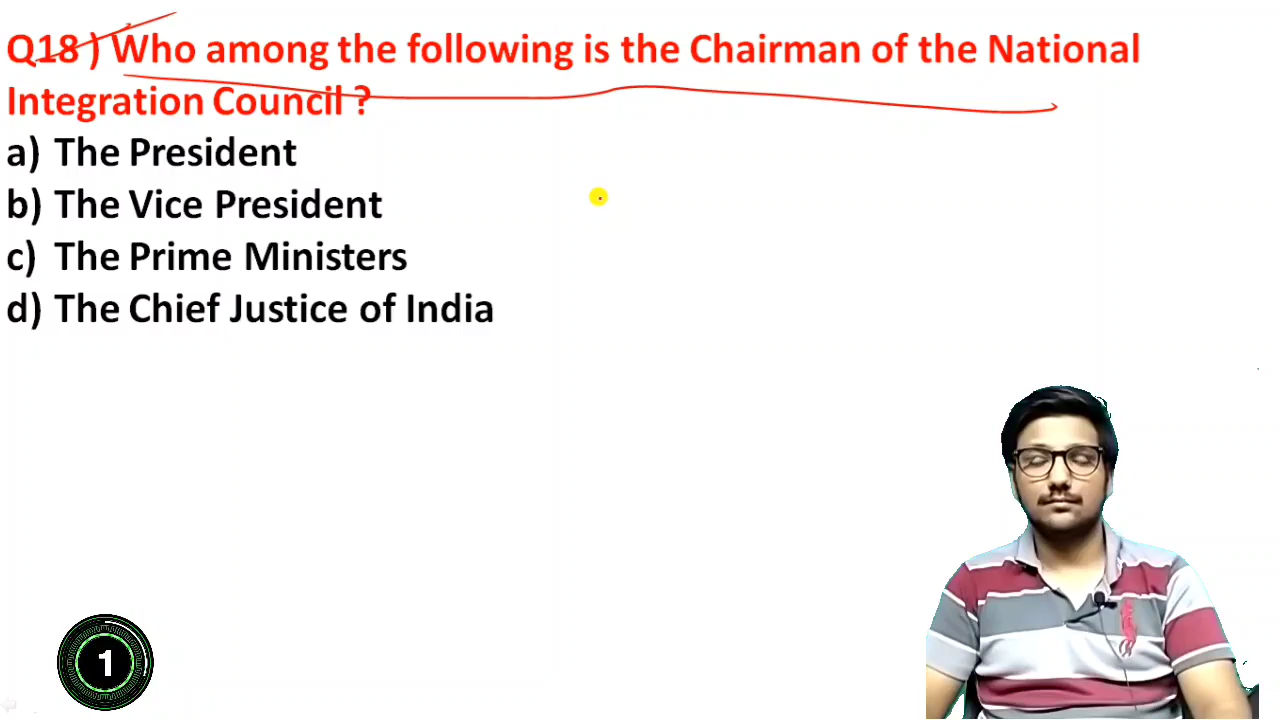 Q18 ) Who among the following is the Chairman of the National
Integration Council ?
a) The President
b) The Vice President
c) The Prime Ministers
d) The Chief Justice of India
1